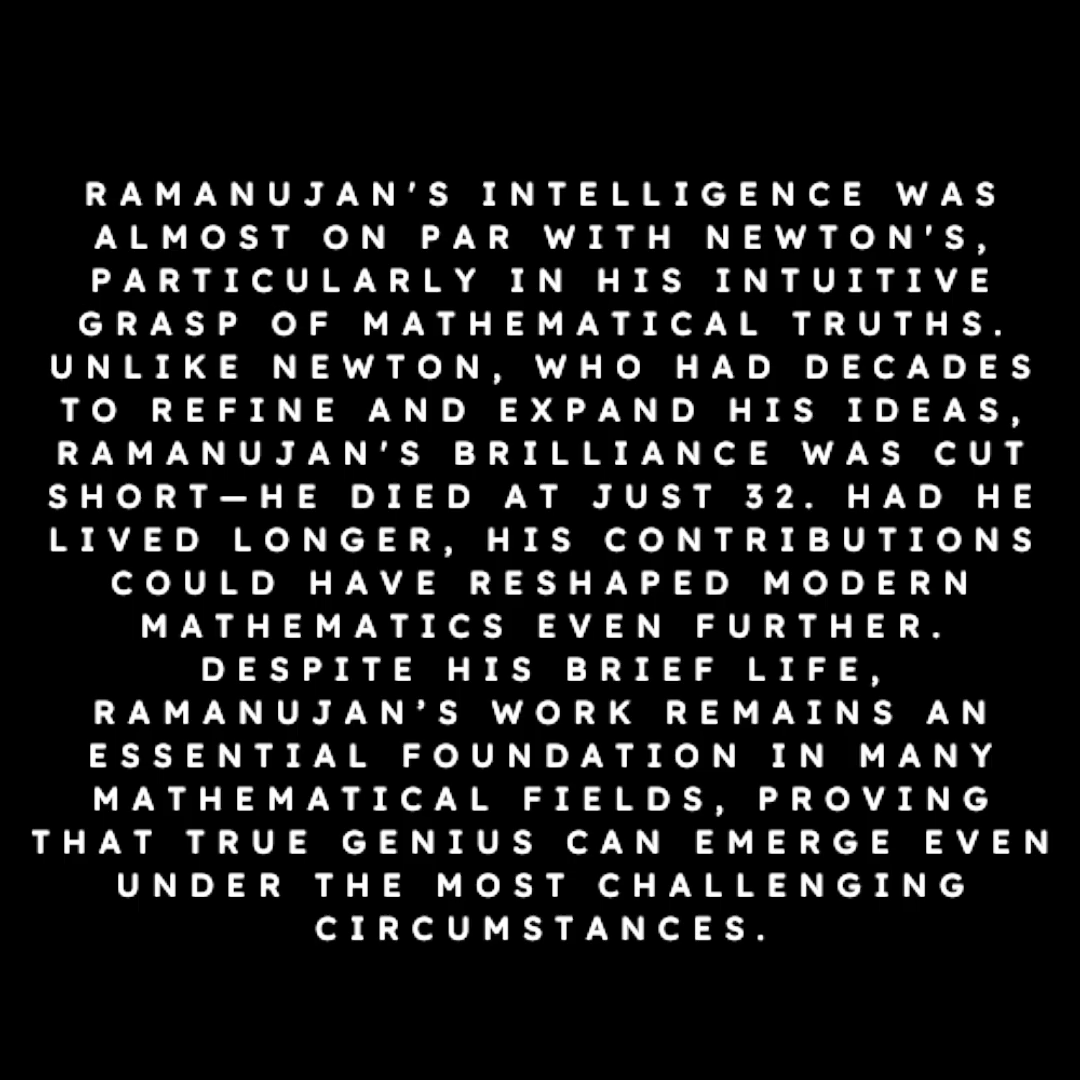 RAMANUJAN'S INTELLIGENCE WAS
ALMOST ON PAR WITH NEWTON'S,
PARTICULARLY IN HIS INTUITIVE
GRASP OF MATHEMATICAL TRUTHS.
UNLIKE NEWTON, WHO HAD DECADES
TO REFINE AND EXPAND HIS IDEAS,
RAMANUJAN'S BRILLIANCE WAS CUT
SHORT—HE DIED AT JUST 32. HAD HE
LIVED LONGER, HIS CONTRIBUTIONS
COULD HAVE RESHAPED MODERN
MATHEMATICS EVEN FURTHER.
DESPITE HIS BRIEF LIFE,
RAMANUJAN’S WORK REMAINS AN
ESSENTIAL FOUNDATION IN MANY
MATHEMATICAL FIELDS, PROVING
THAT TRUE GENIUS CAN EMERGE EVEN
UNDER THE MOST CHALLENGING
CIRCUMSTANCES.